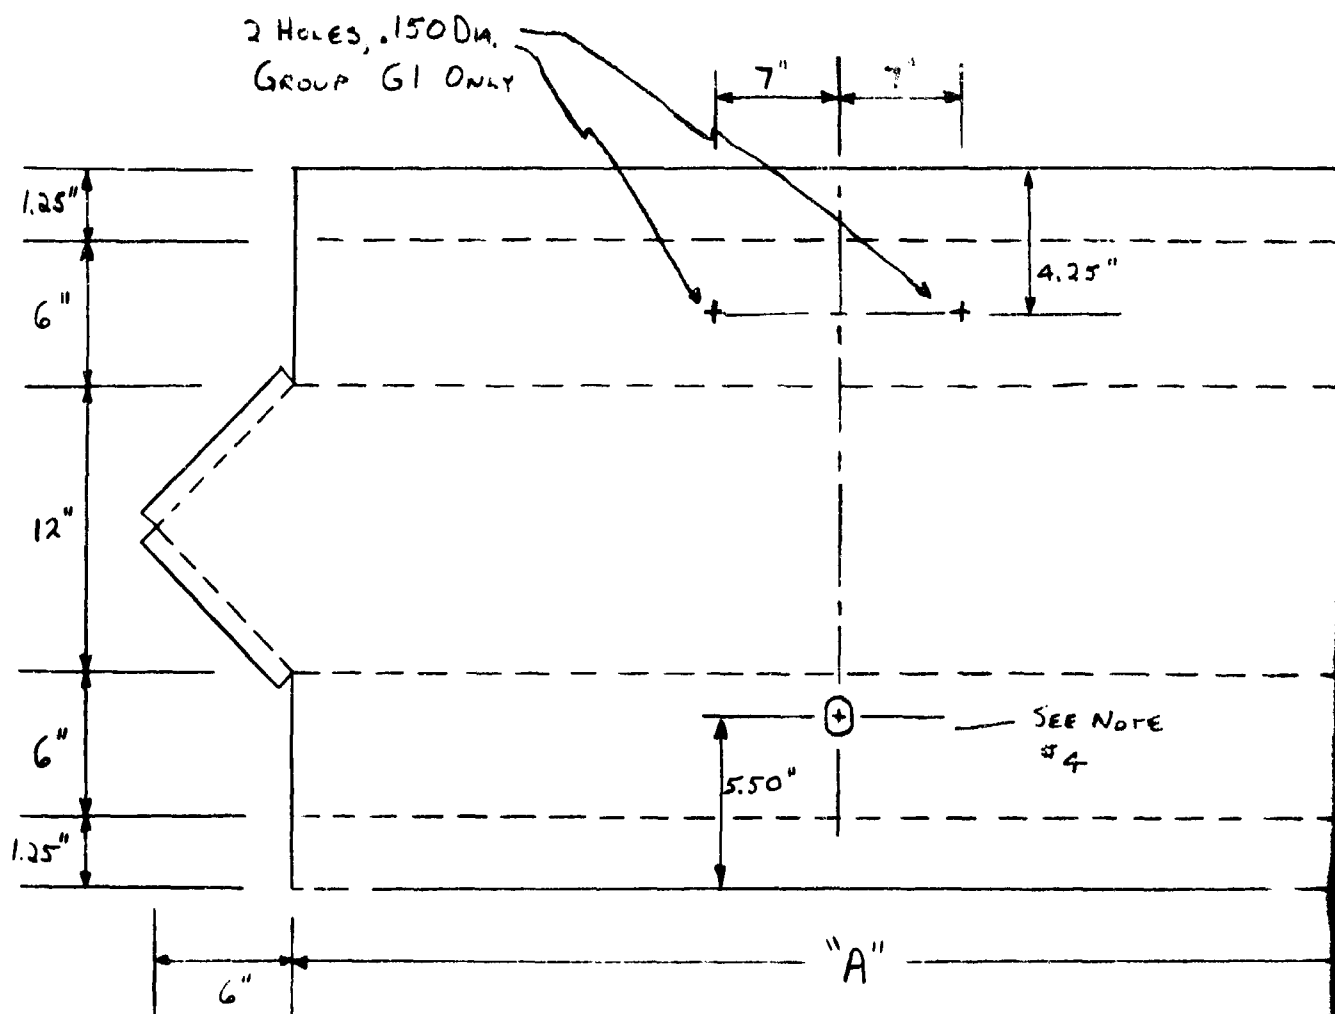 2 HOLES, .150 DIA.
GROUP G1 ONLY
7"
7"
1.25"
4.25"
6"
12"
SEE NOTE
#4
6"
5.50"
1.25"
"A"
6"